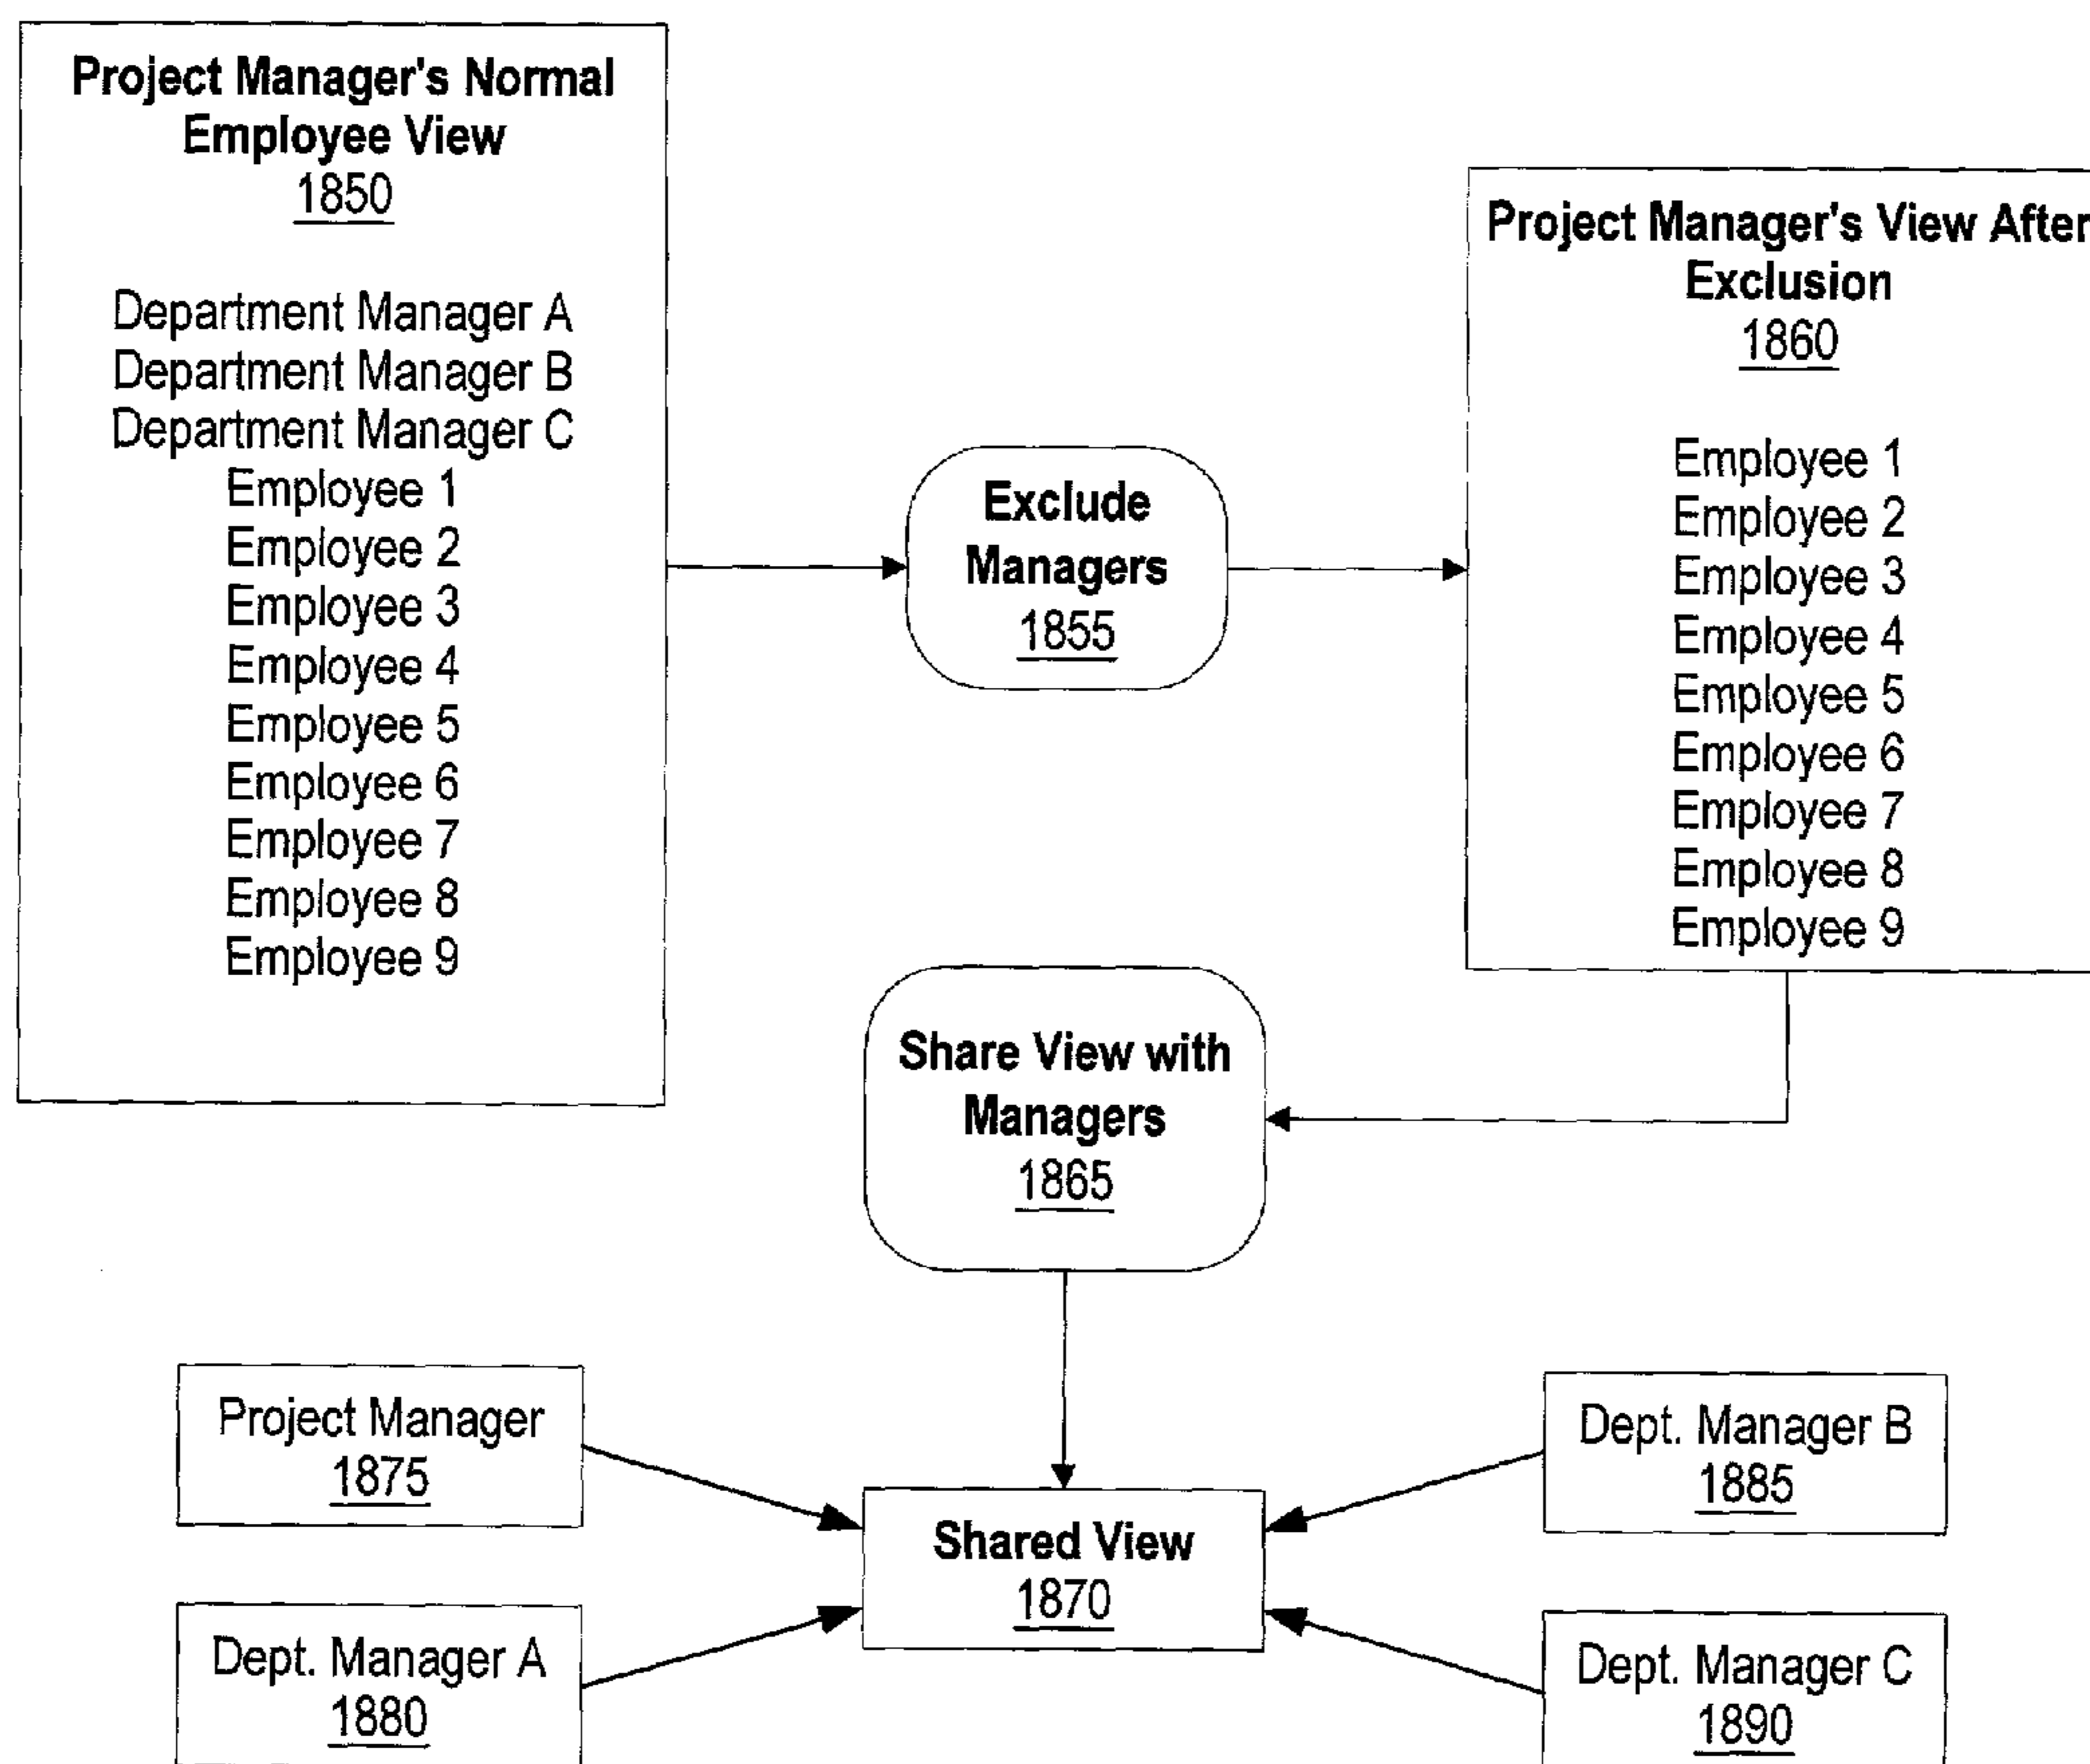 Project Manager's Normal
Employee View
1850
Department Manager A
Department Manager B
Department Manager C
Employee 1
Employee 2
Employee 3
Employee 4
Employee 5
Employee 6
Employee 7
Employee 8
Employee 9
Exclude
Managers
1855
Project Manager's View After
Exclusion
1860
Employee 1
Employee 2
Employee 3
Employee 4
Employee 5
Employee 6
Employee 7
Employee 8
Employee 9
Share View with
Managers
1865
Project Manager
1875
Dept. Manager A
1880
Shared View
1870
Dept. Manager B
1885
Dept. Manager C
1890